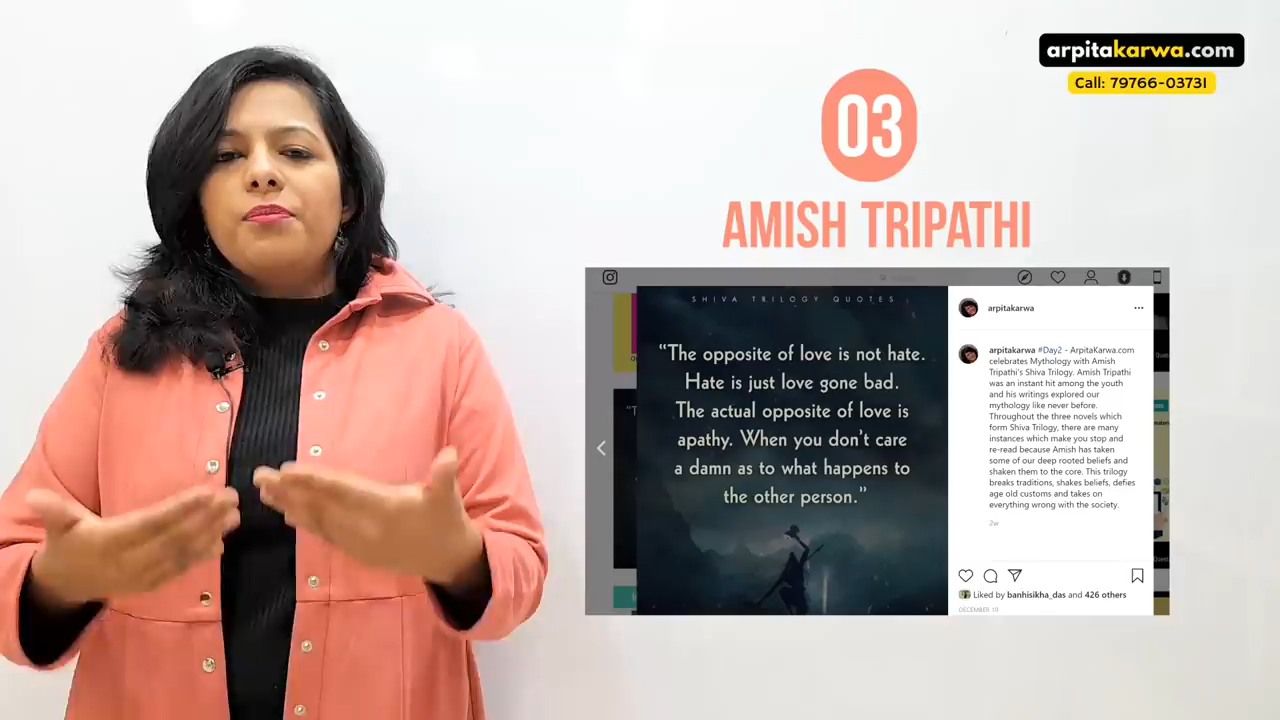 arpitakarwa.com
Call: 79766-03731
03
AMISH TRIPATHI
SHIVA TRILOGY QUOTES
“The opposite of love is not hate.
Hate is just love gone bad.
The actual opposite of love is
apathy. When you don’t care
a damn as to what happens to
the other person.”
arpitakarwa
arpitakarwa #Day2 - ArpitaKarwa.com
celebrates Mythology with Amish
Tripathi's Shiva Trilogy. Amish Tripathi
was an instant hit among the youth
and his writings explored our
mythology like never before.
Throughout the three novels which
form Shiva Trilogy, there are many
instances which make you stop and
re-read because Amish has taken
some of our deep rooted beliefs and
shaken them to the core. This trilogy
breaks traditions, shakes beliefs, defies
age old customs and takes on
everything wrong with the society.
2w
Liked by banhisikha_das and 426 others
DECEMBER 19